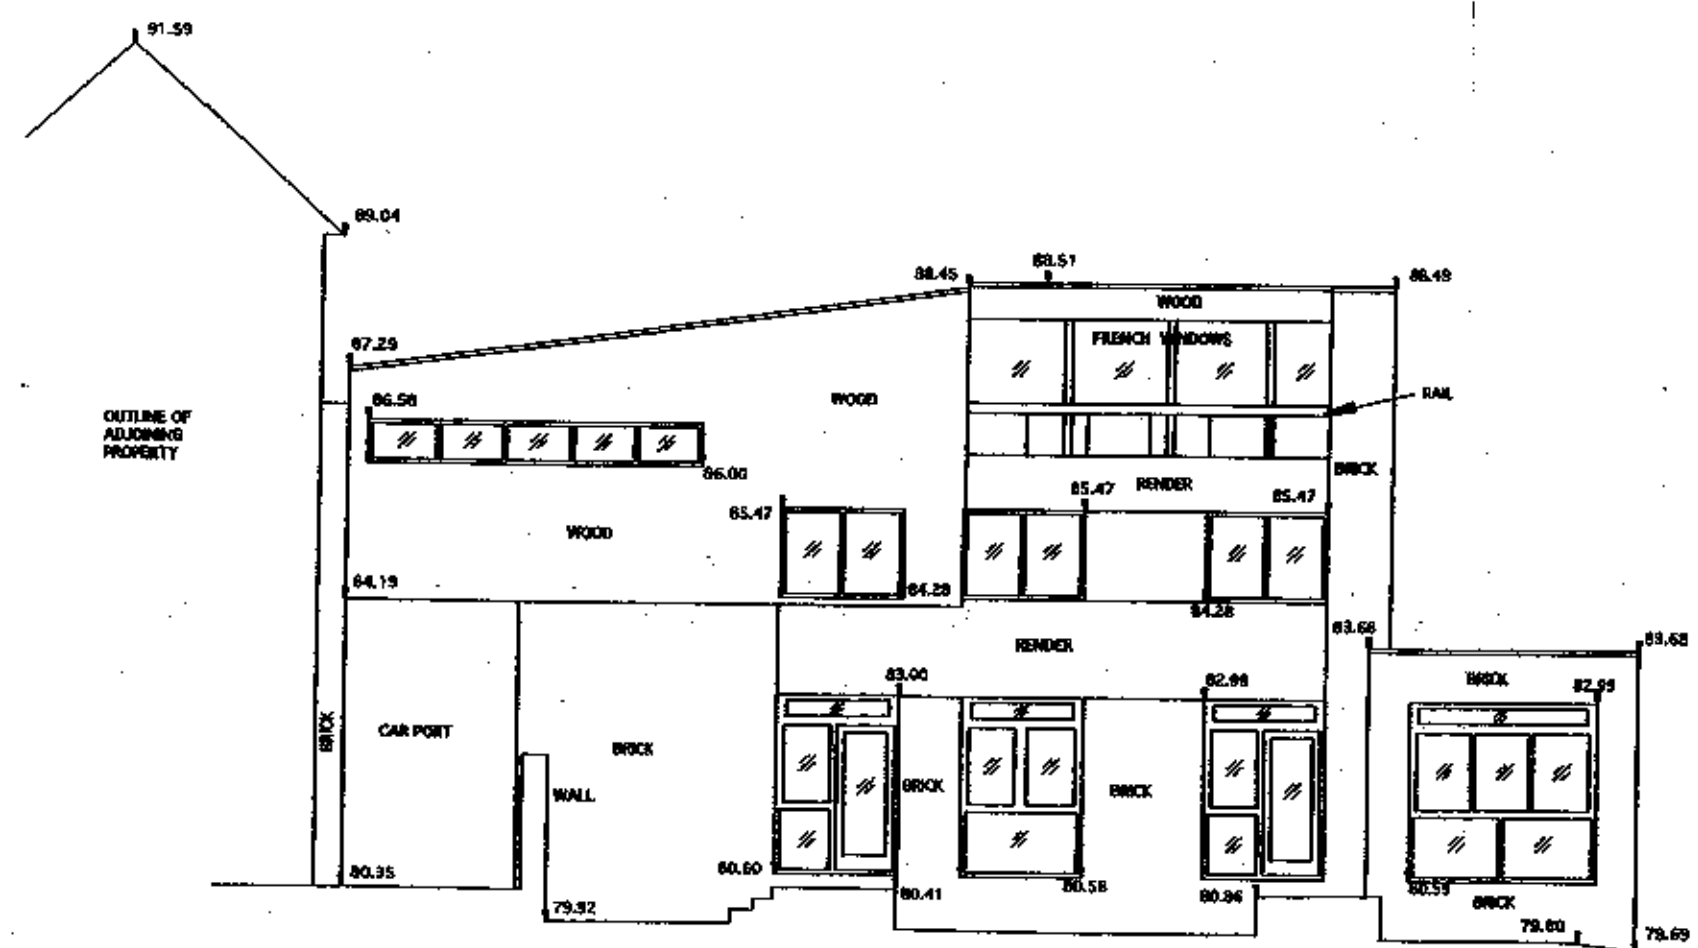 91.59
89.04
88.45
88.51
88.49
WOOD
87.29
FRENCH WINDOWS
86.58
WOOD
RAIL
OUTLINE OF
ADJOINING
PROPERTY
86.00
BRICK
RENDER
85.47
85.47
85.47
WOOD
84.19
84.28
84.28
83.68
83.68
RENDER
83.00
82.99
BRICK
82.99
BRICK
CAR PORT
BRICK
WALL
BRICK
BRICK
80.35
80.60
80.41
80.58
80.86
80.59
BRICK
79.92
79.80
79.69